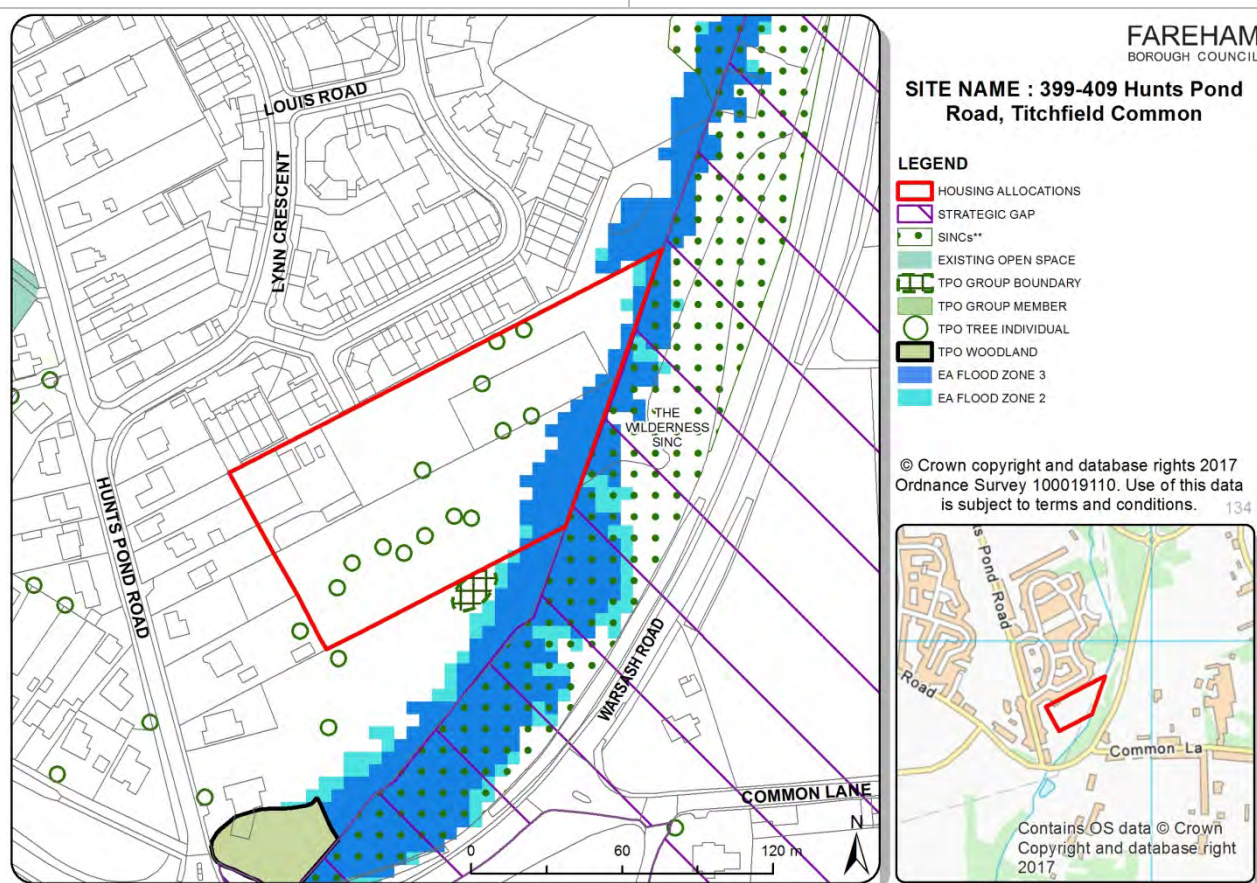 FAREHAM
BOROUGH COUNCIL
SITE NAME : 399-409 Hunts Pond
Road, Titchfield Common
LEGEND
HOUSING ALLOCATIONS
STRATEGIC GAP
SINCs**
EXISTING OPEN SPACE
TPO GROUP BOUNDARY
TPO GROUP MEMBER
TPO TREE INDIVIDUAL
TPO WOODLAND
EA FLOOD ZONE 3
EA FLOOD ZONE 2
© Crown copyright and database rights 2017
Ordnance Survey 100019110. Use of this data
is subject to terms and conditions.
134
LOUIS ROAD
LYNN CRESCENT
HUNTS POND ROAD
THE
WILDERNESS
SINC
WARSASH ROAD
COMMON LANE
N
0 60 120 m
ts Pond Road
Road
Common La
Contains OS data © Crown
Copyright and database right
2017